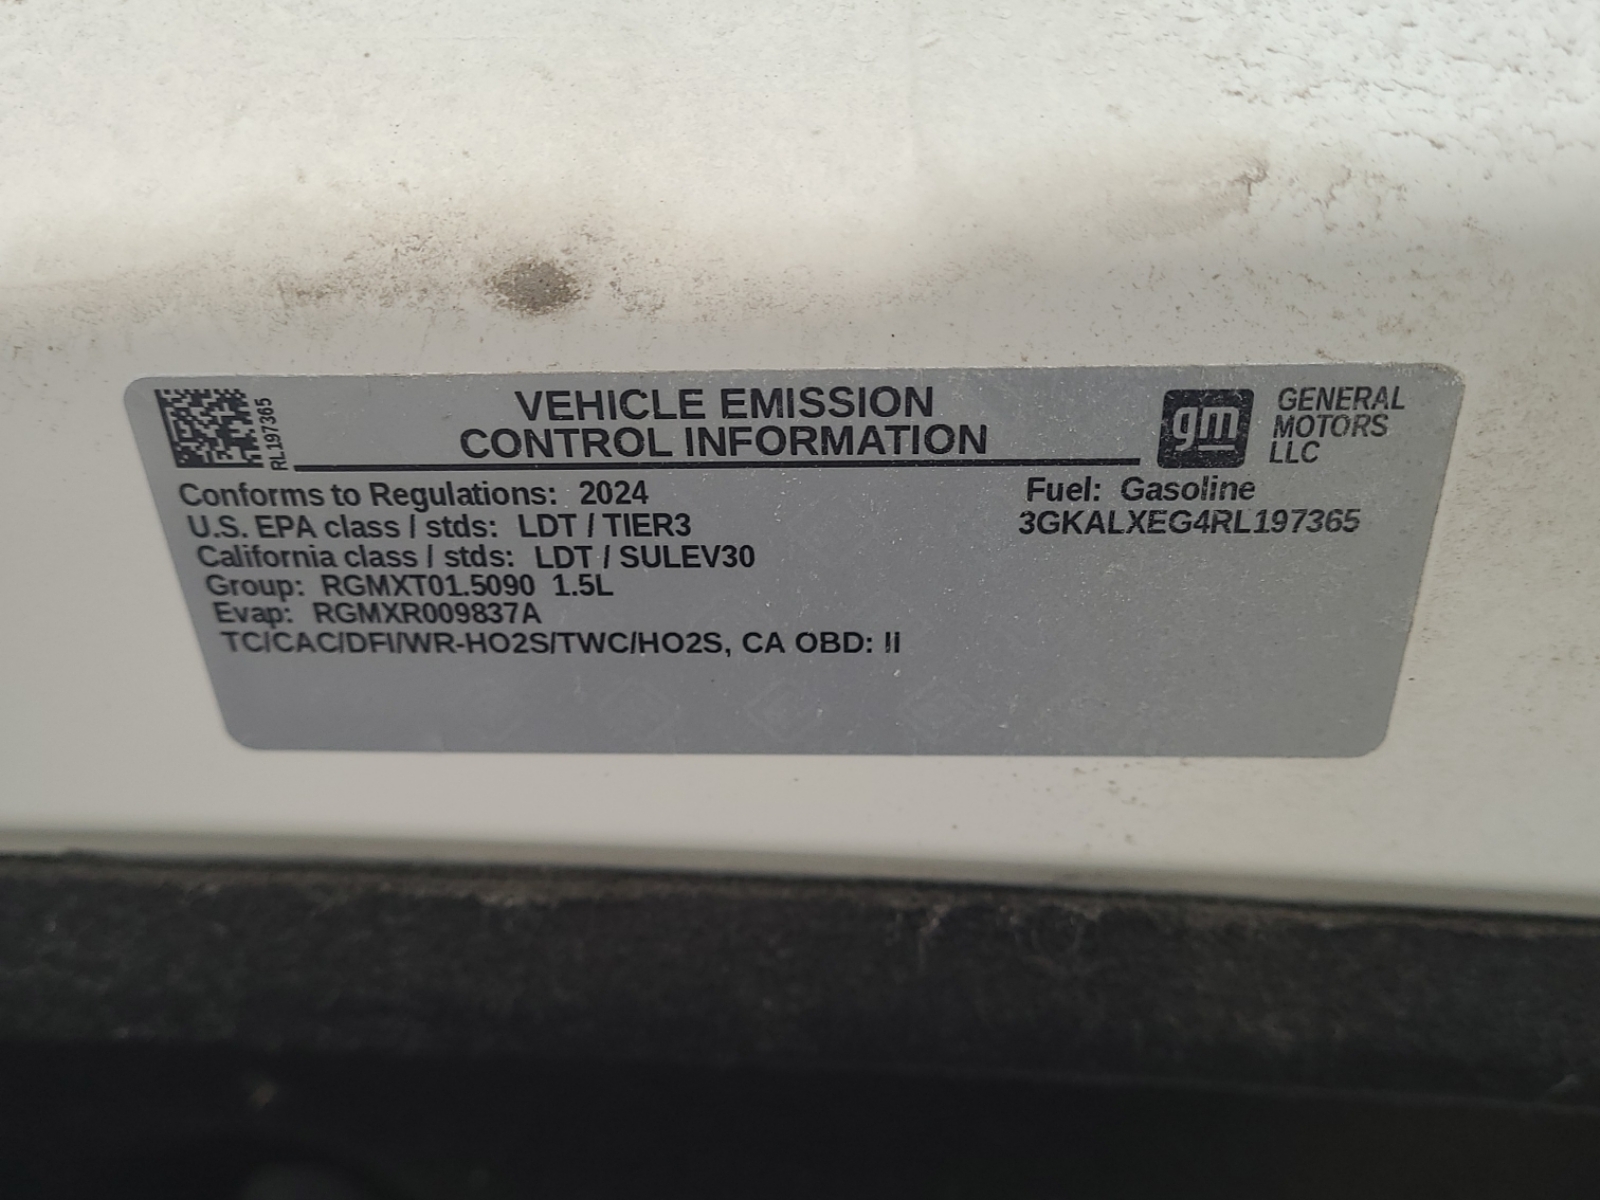 RL197365
VEHICLE EMISSION
CONTROL INFORMATION
gm
GENERAL
MOTORS
LLC
Conforms to Regulations: 2024
U.S. EPA class / stds: LDT / TIER3
California class / stds: LDT / SULEV30
Group: RGMXT01.5090 1.5L
Evap: RGMXR009837A
TC/CAC/DFI/WR-HO2S/TWC/HO2S, CA OBD: II
Fuel: Gasoline
3GKALXEG4RL197365